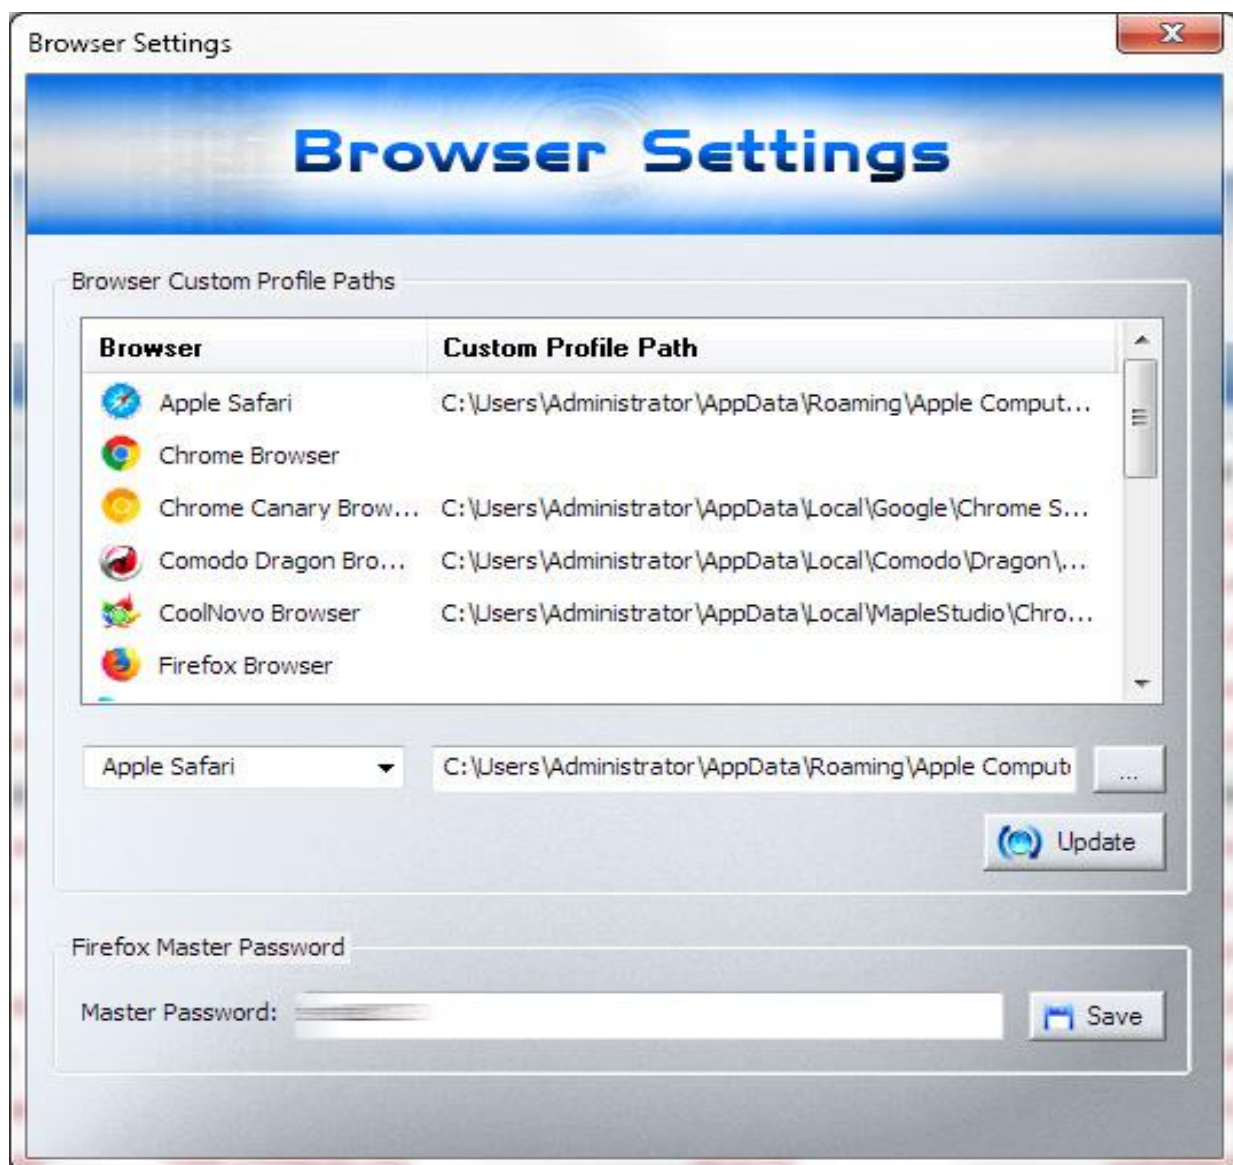 Browser Settings
Browser Settings
Browser Custom Profile Paths
Browser Custom Profile Path
Apple Safari C:\Users\Administrator\AppData\Roaming\Apple Comput...
Chrome Browser
Chrome Canary Brow... C:\Users\Administrator\AppData\Local\Google\Chrome S...
Comodo Dragon Bro... C:\Users\Administrator\AppData\Local\Comodo\Dragon\...
CoolNovo Browser C:\Users\Administrator\AppData\Local\MapleStudio\Chro...
Firefox Browser
Apple Safari C:\Users\Administrator\AppData\Roaming\Apple Compute ...
Update
Firefox Master Password
Master Password: Save